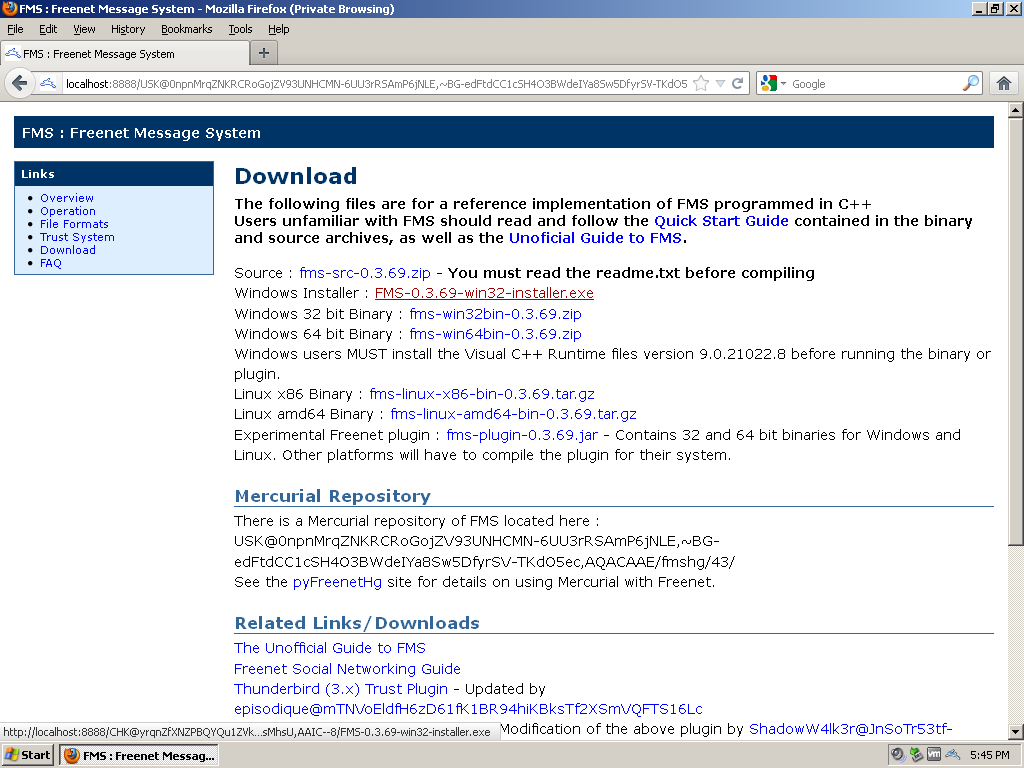 FMS : Freenet Message System - Mozilla Firefox (Private Browsing)
File Edit View History Bookmarks Tools Help
FMS : Freenet Message System
localhost:8888/USK@0npnMrqZNKRCRoGojZV93UNHCMN-6UU3rRSAmP6jNLE,~BG-edFtdCC1cSH4O3BWdeIYa8Sw5DfyrSV-TKdO5
Google
FMS : Freenet Message System
Links
Overview
Operation
File Formats
Trust System
Download
FAQ
Download
The following files are for a reference implementation of FMS programmed in C++
Users unfamiliar with FMS should read and follow the Quick Start Guide contained in the binary
and source archives, as well as the Unoficial Guide to FMS.
Source : fms-src-0.3.69.zip - You must read the readme.txt before compiling
Windows Installer : FMS-0.3.69-win32-installer.exe
Windows 32 bit Binary : fms-win32bin-0.3.69.zip
Windows 64 bit Binary : fms-win64bin-0.3.69.zip
Windows users MUST install the Visual C++ Runtime files version 9.0.21022.8 before running the binary or
plugin.
Linux x86 Binary : fms-linux-x86-bin-0.3.69.tar.gz
Linux amd64 Binary : fms-linux-amd64-bin-0.3.69.tar.gz
Experimental Freenet plugin : fms-plugin-0.3.69.jar - Contains 32 and 64 bit binaries for Windows and
Linux. Other platforms will have to compile the plugin for their system.
Mercurial Repository
There is a Mercurial repository of FMS located here :
USK@0npnMrqZNKRCRoGojZV93UNHCMN-6UU3rRSAmP6jNLE,~BG-
edFtdCC1cSH4O3BWdeIYa8Sw5DfyrSV-TKdO5ec,AQACAAE/fmshg/43/
See the pyFreenetHg site for details on using Mercurial with Freenet.
Related Links/Downloads
The Unofficial Guide to FMS
Freenet Social Networking Guide
Thunderbird (3.x) Trust Plugin - Updated by
episodique@mTNVoEldfH6zD61fK1BR94hiKBksTf2XSmVQFTS16Lc
Modification of the above plugin by ShadowW4lk3r@JnSoTr53tf-
http://localhost:8888/CHK@yrqnZfXNZPBQYQu1ZVk...sMhsU,AAIC--8/FMS-0.3.69-win32-installer.exe
Start
FMS : Freenet Messag...
5:45 PM